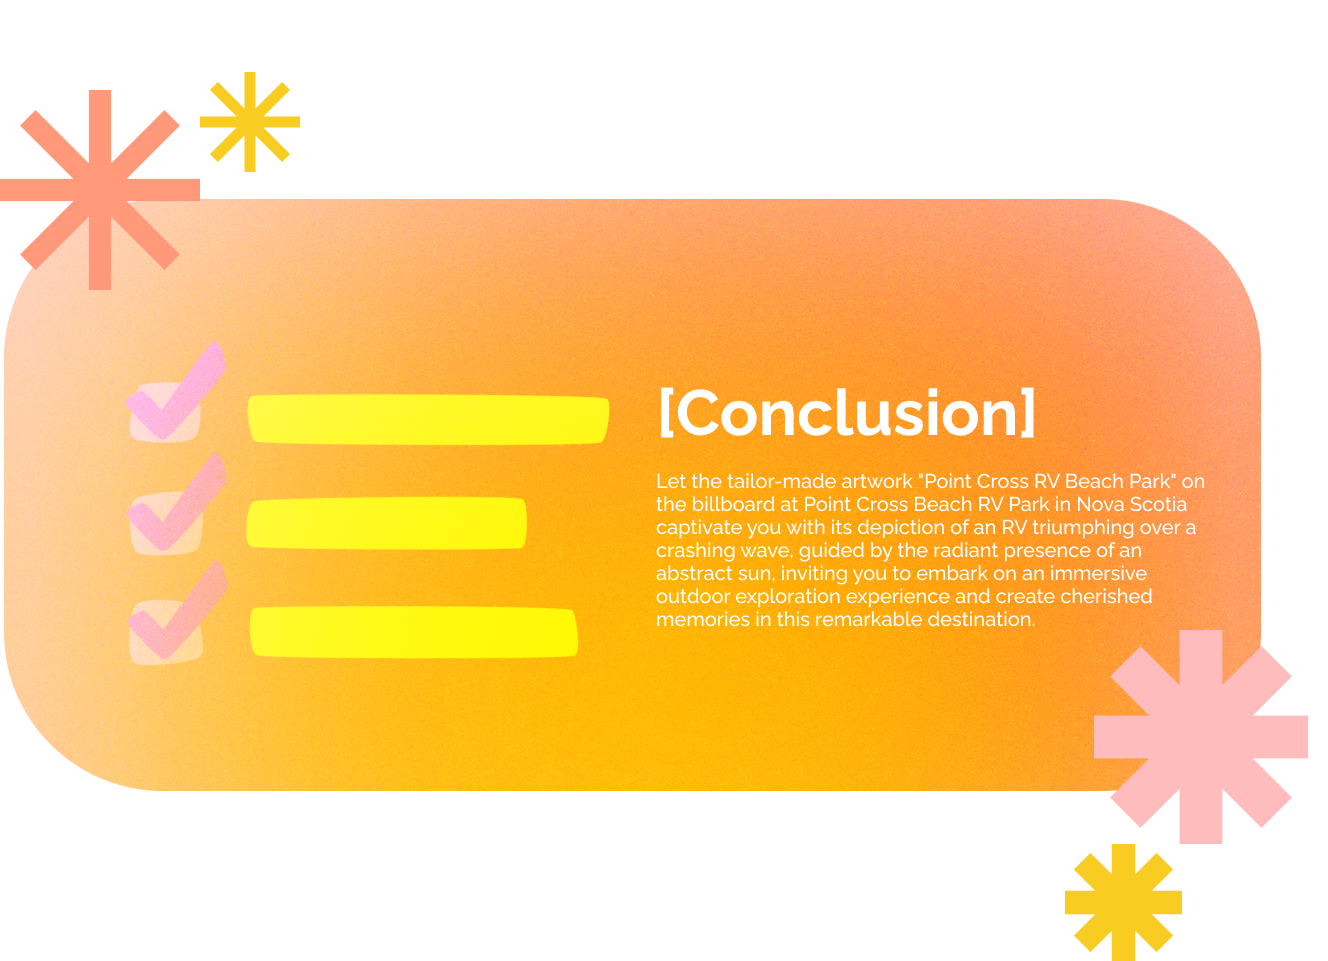 [Conclusion]
Let the tailor-made artwork "Point Cross RV Beach Park" on
the billboard at Point Cross Beach RV Park in Nova Scotia
captivate you with its depiction of an RV triumphing over a
crashing wave, guided by the radiant presence of an
abstract sun, inviting you to embark on an immersive
outdoor exploration experience and create cherished
memories in this remarkable destination.